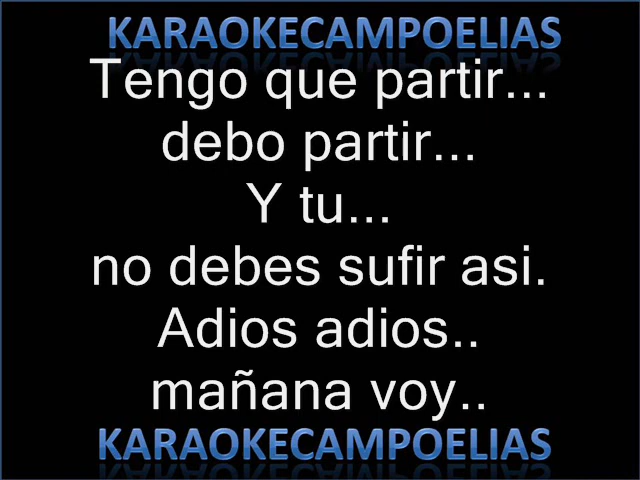 KARAOKECAMPOELIAS
Tengo que partir...
debo partir...
Y tu...
no debes sufir asi.
Adios adios..
mañana voy..
KARAOKECAMPOELIAS